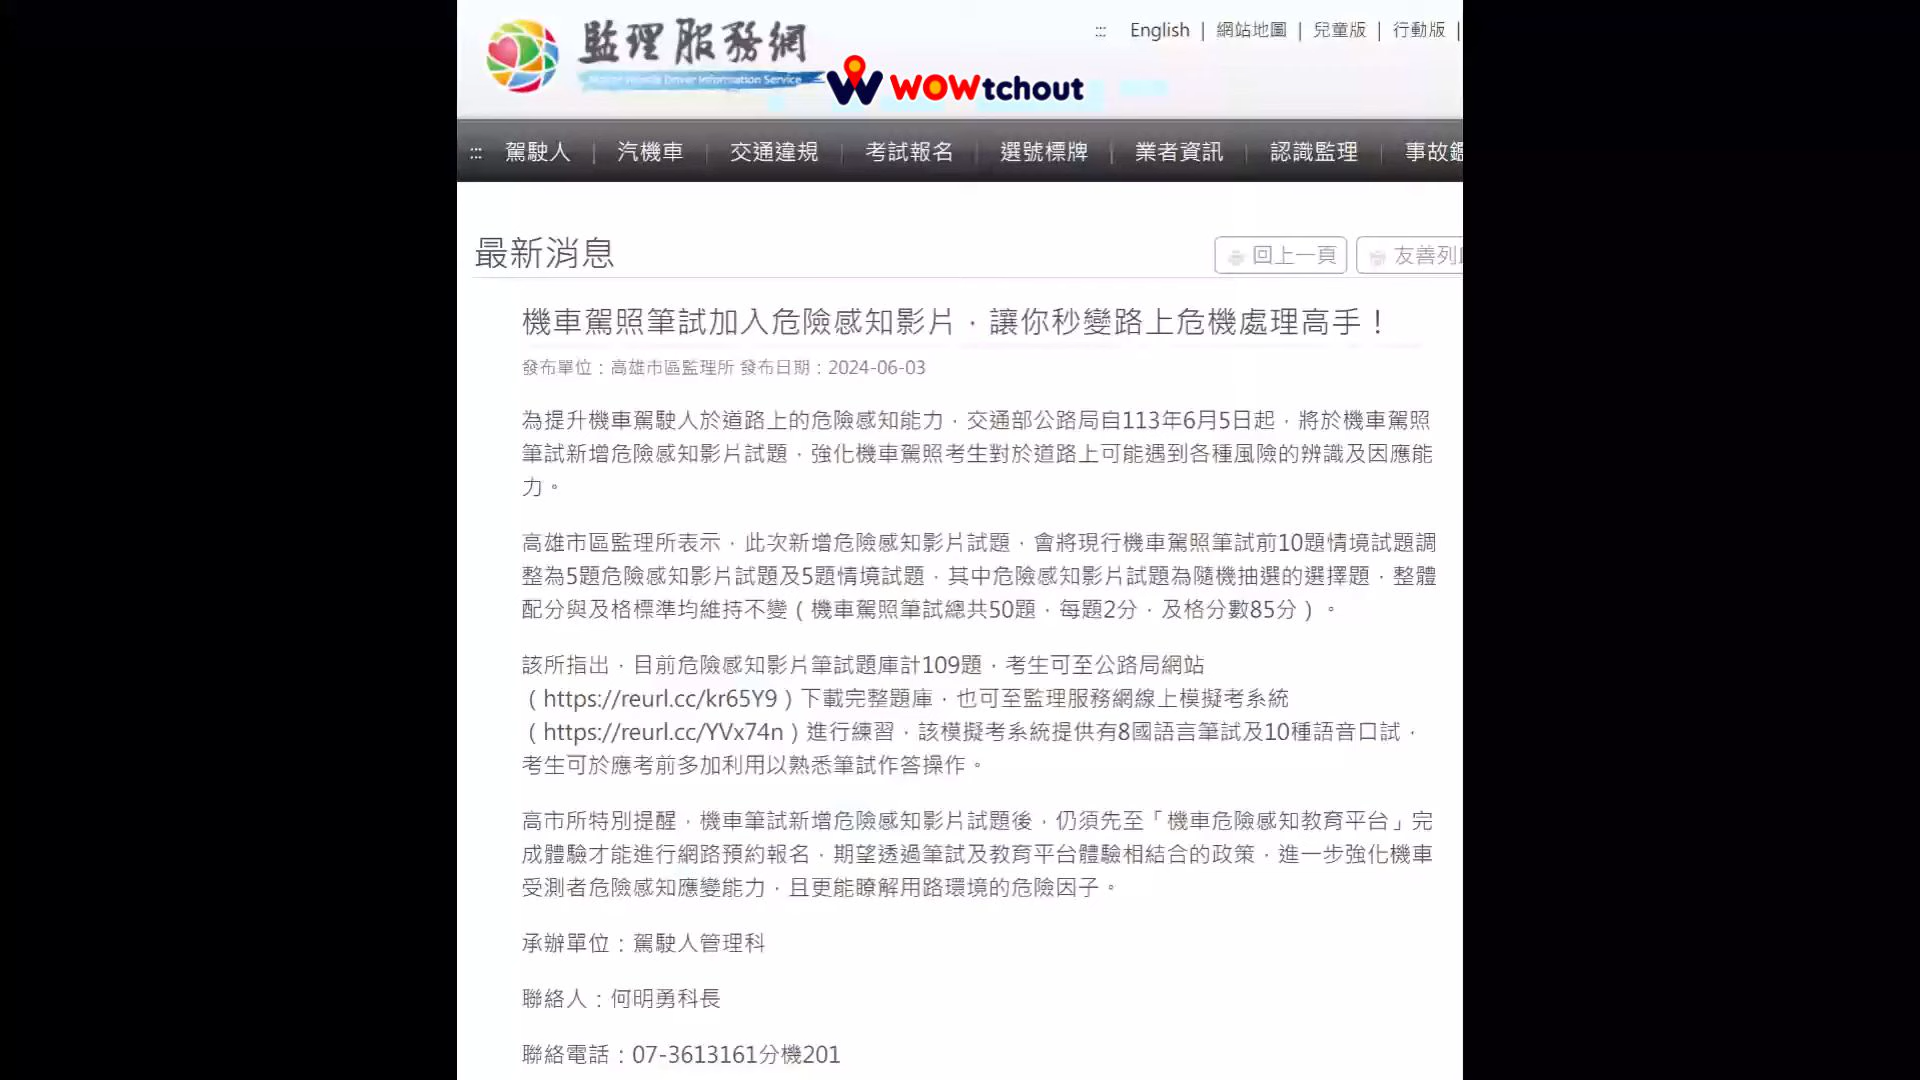 監理服務網
Motor Vehicle Driver Information Service
WOWtchout
::: English | 網站地圖 | 兒童版 | 行動版 |
::: 駕駛人 | 汽機車 | 交通違規 | 考試報名 | 選號標牌 | 業者資訊 | 認識監理 | 事故鑑
最新消息
回上一頁
友善列
機車駕照筆試加入危險感知影片，讓你秒變路上危機處理高手！
發布單位：高雄市區監理所 發布日期：2024-06-03
為提升機車駕駛人於道路上的危險感知能力，交通部公路局自113年6月5日起，將於機車駕照
筆試新增危險感知影片試題，強化機車駕照考生對於道路上可能遇到各種風險的辨識及因應能
力。
高雄市區監理所表示，此次新增危險感知影片試題，會將現行機車駕照筆試前10題情境試題調
整為5題危險感知影片試題及5題情境試題，其中危險感知影片試題為隨機抽選的選擇題，整體
配分與及格標準均維持不變（機車駕照筆試總共50題，每題2分，及格分數85分）。
該所指出，目前危險感知影片筆試題庫計109題，考生可至公路局網站
（https://reurl.cc/kr65Y9）下載完整題庫，也可至監理服務網線上模擬考系統
（https://reurl.cc/YVx74n）進行練習，該模擬考系統提供有8國語言筆試及10種語音口試，
考生可於應考前多加利用以熟悉筆試作答操作。
高市所特別提醒，機車筆試新增危險感知影片試題後，仍須先至「機車危險感知教育平台」完
成體驗才能進行網路預約報名，期望透過筆試及教育平台體驗相結合的政策，進一步強化機車
受測者危險感知應變能力，且更能瞭解用路環境的危險因子。
承辦單位：駕駛人管理科
聯絡人：何明勇科長
聯絡電話：07-3613161分機201